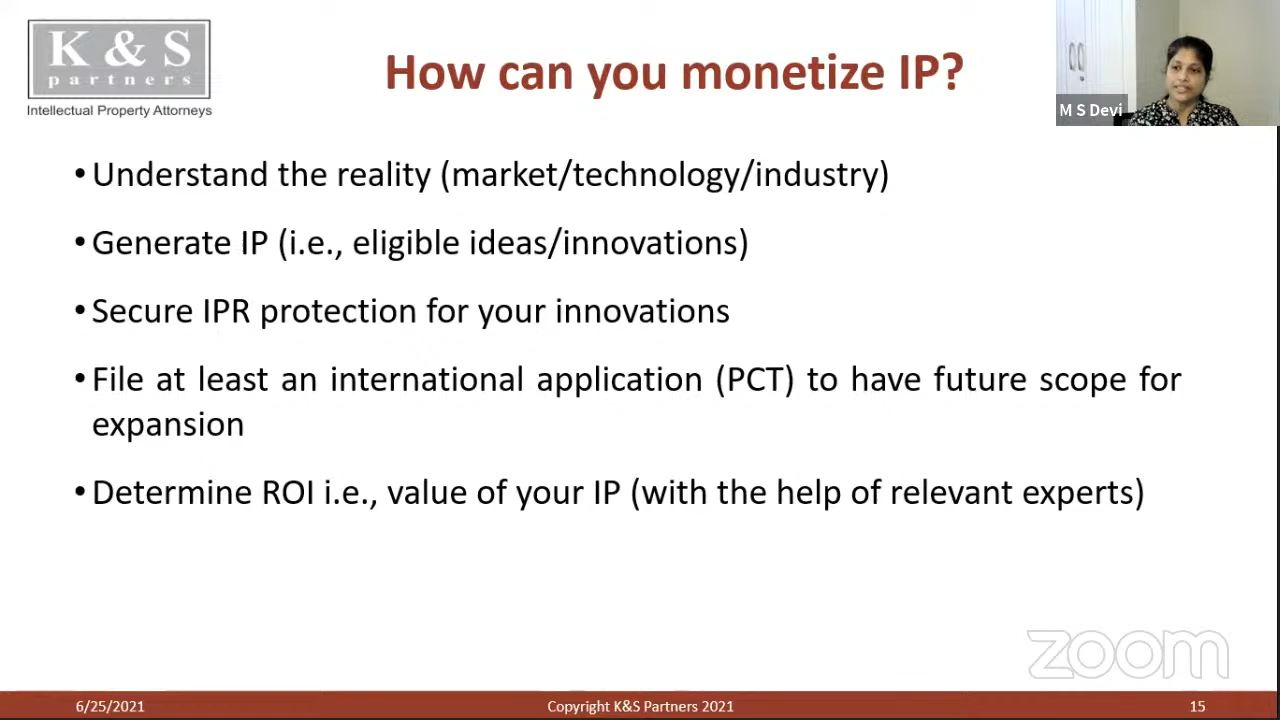 K & S
partners
Intellectual Property Attorneys
How can you monetize IP?
M S Devi
• Understand the reality (market/technology/industry)
• Generate IP (i.e., eligible ideas/innovations)
• Secure IPR protection for your innovations
• File at least an international application (PCT) to have future scope for
expansion
• Determine ROI i.e., value of your IP (with the help of relevant experts)
zoom
6/25/2021
Copyright K&S Partners 2021
15